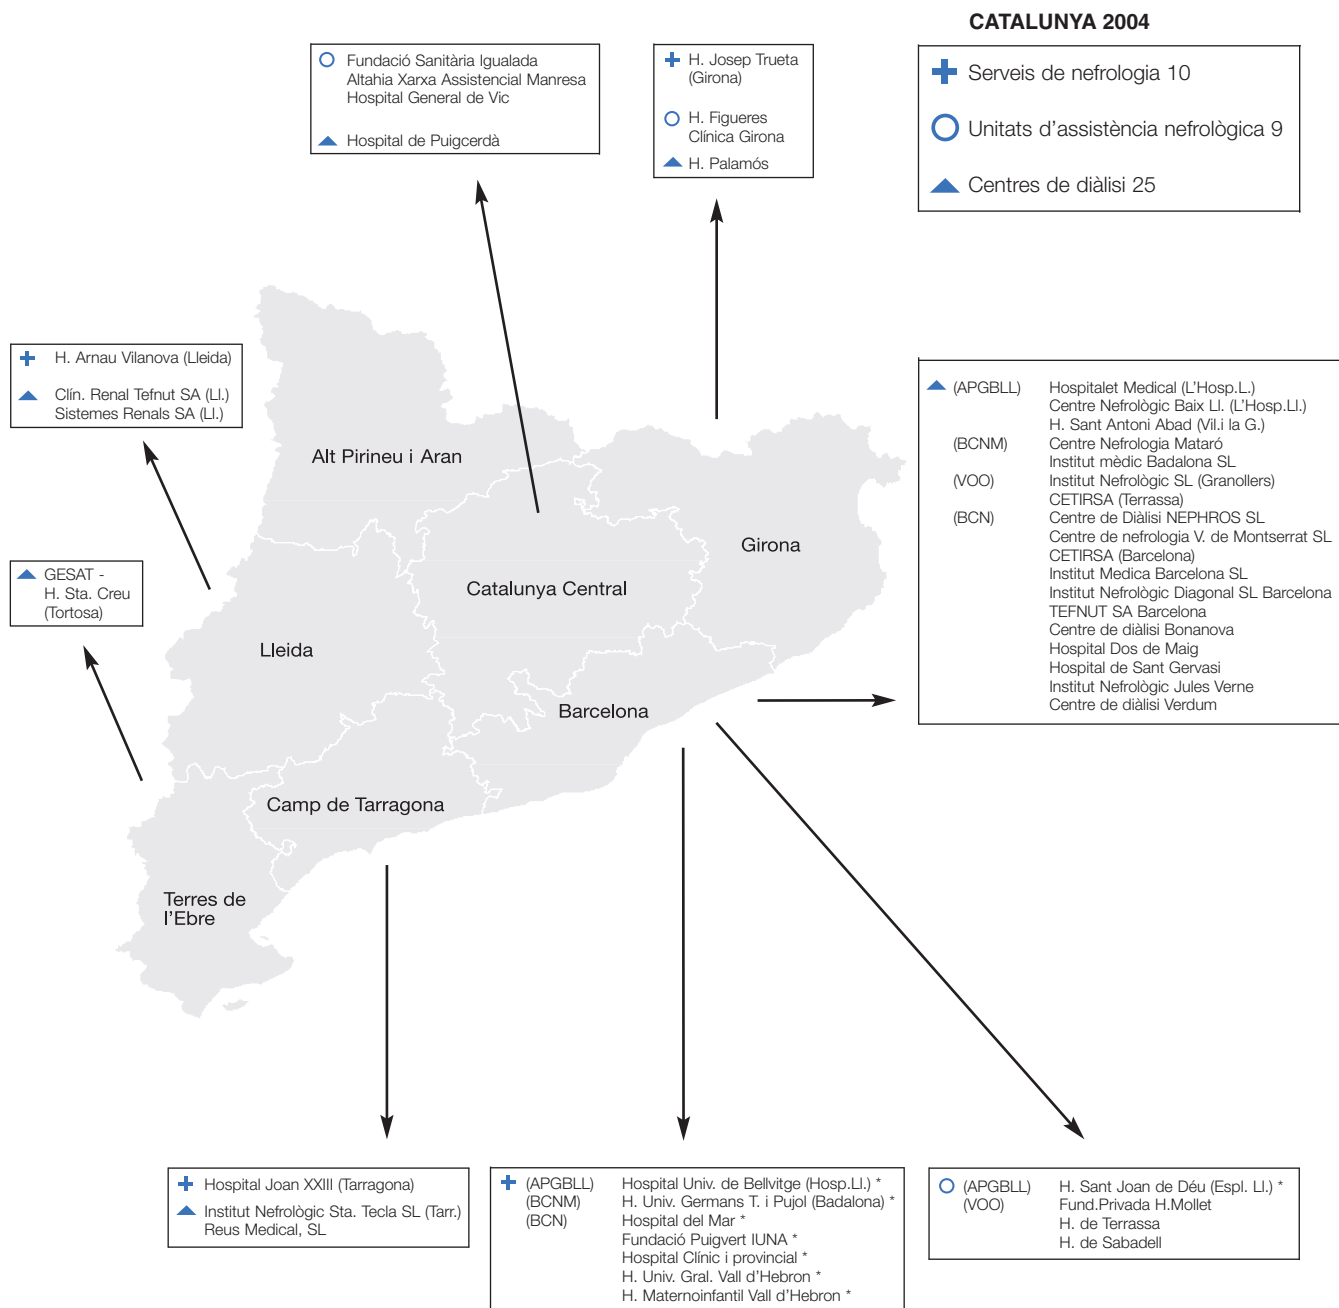 CATALUNYA 2004
Serveis de nefrologia 10
Unitats d'assistència nefrològica 9
Centres de diàlisi 25
Fundació Sanitària Igualada
Altahia Xarxa Assistencial Manresa
Hospital General de Vic
Hospital de Puigcerdà
H. Josep Trueta
(Girona)
H. Figueres
Clínica Girona
H. Palamós
H. Arnau Vilanova (Lleida)
Clín. Renal Tefnut SA (Ll.)
Sistemes Renals SA (Ll.)
GESAT -
H. Sta. Creu
(Tortosa)
Alt Pirineu i Aran
Girona
Catalunya Central
Lleida
Barcelona
Camp de Tarragona
Terres de
l'Ebre
(APGBLL) Hospitalet Medical (L'Hosp.L.)
Centre Nefrològic Baix Ll. (L'Hosp.Ll.)
H. Sant Antoni Abad (Vil.i la G.)
(BCNM) Centre Nefrologia Mataró
Institut mèdic Badalona SL
(VOO) Institut Nefrològic SL (Granollers)
CETIRSA (Terrassa)
(BCN) Centre de Diàlisi NEPHROS SL
Centre de nefrologia V. de Montserrat SL
CETIRSA (Barcelona)
Institut Medica Barcelona SL
Institut Nefrològic Diagonal SL Barcelona
TEFNUT SA Barcelona
Centre de diàlisi Bonanova
Hospital Dos de Maig
Hospital de Sant Gervasi
Institut Nefrològic Jules Verne
Centre de diàlisi Verdum
Hospital Joan XXIII (Tarragona)
Institut Nefrològic Sta. Tecla SL (Tarr.)
Reus Medical, SL
(APGBLL) Hospital Univ. de Bellvitge (Hosp.Ll.) *
(BCNM) H. Univ. Germans T. i Pujol (Badalona) *
(BCN) Hospital del Mar *
Fundació Puigvert IUNA *
Hospital Clínic i provincial *
H. Univ. Gral. Vall d'Hebron *
H. Maternoinfantil Vall d'Hebron *
(APGBLL) H. Sant Joan de Déu (Espl. Ll.) *
(VOO) Fund.Privada H.Mollet
H. de Terrassa
H. de Sabadell